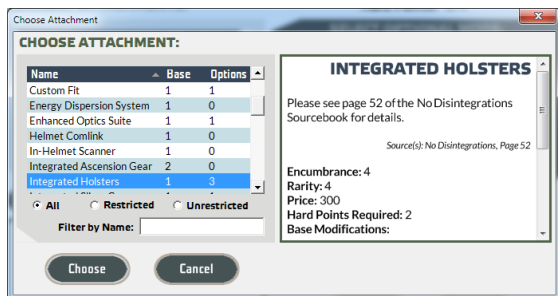 Choose Attachment
CHOOSE ATTACHMENT:
Name Base Options
Custom Fit 1 1
Energy Dispersion System 1 0
Enhanced Optics Suite 1 1
Helmet Comlink 1 0
In-Helmet Scanner 1 0
Integrated Ascension Gear 2 0
Integrated Holsters 1 3
All Restricted Unrestricted
Filter by Name:
Choose Cancel
INTEGRATED HOLSTERS
Please see page 52 of the No Disintegrations
Sourcebook for details.
Source(s): No Disintegrations, Page 52
Encumbrance: 4
Rarity: 4
Price: 300
Hard Points Required: 2
Base Modifications: